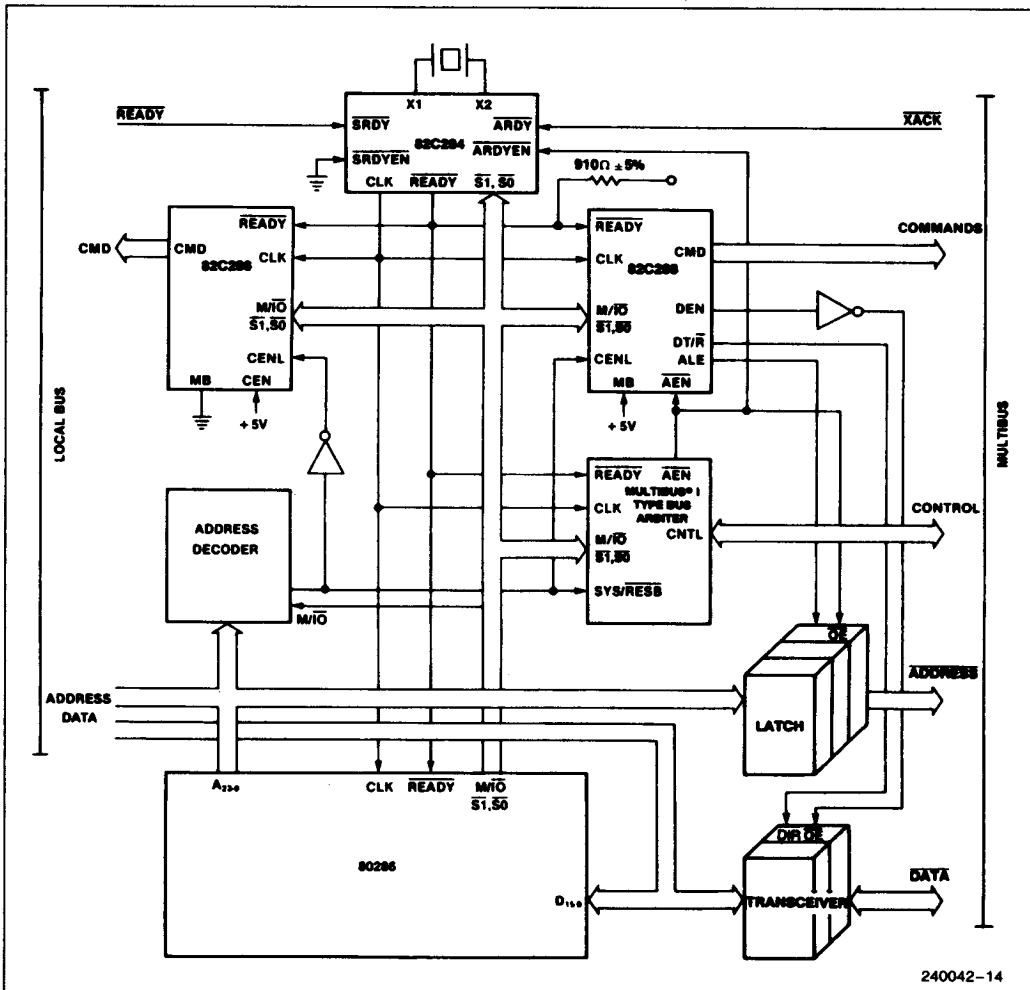 X1 X2
READY
SRDY
ARDY
XACK
82C284
SRDYEN
ARDYEN
CLK READY S1, S0
910Ω ±5%
READY
CMD
CMD
82C288
CLK
M/IO
S1,S0
CENL
MB CEN
+5V
READY
CMD
COMMANDS
CLK
82C288
M/IO
S1,S0
DEN
DT/R
ALE
CENL
MB AEN
+5V
LOCAL BUS
MULTIBUS
READY AEN
MULTIBUS® I
TYPE BUS
ARBITER
CLK
CNTL
CONTROL
M/IO
S1,S0
SYS/RESB
ADDRESS
DECODER
M/IO
OE
LATCH
ADDRESS
ADDRESS
DATA
A23-0
CLK READY M/IO
S1,S0
80286
D15-0
DIR OE
TRANSCEIVER
DATA
240042-14